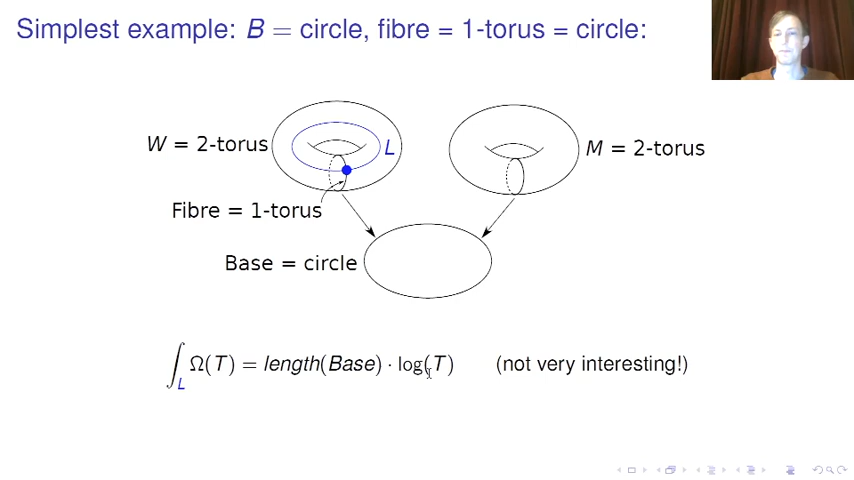 Simplest example: B = circle, fibre = 1-torus = circle:
W = 2-torus
L
M = 2-torus
Fibre = 1-torus
Base = circle
∫_L Ω(T) = length(Base) · log(T) (not very interesting!)